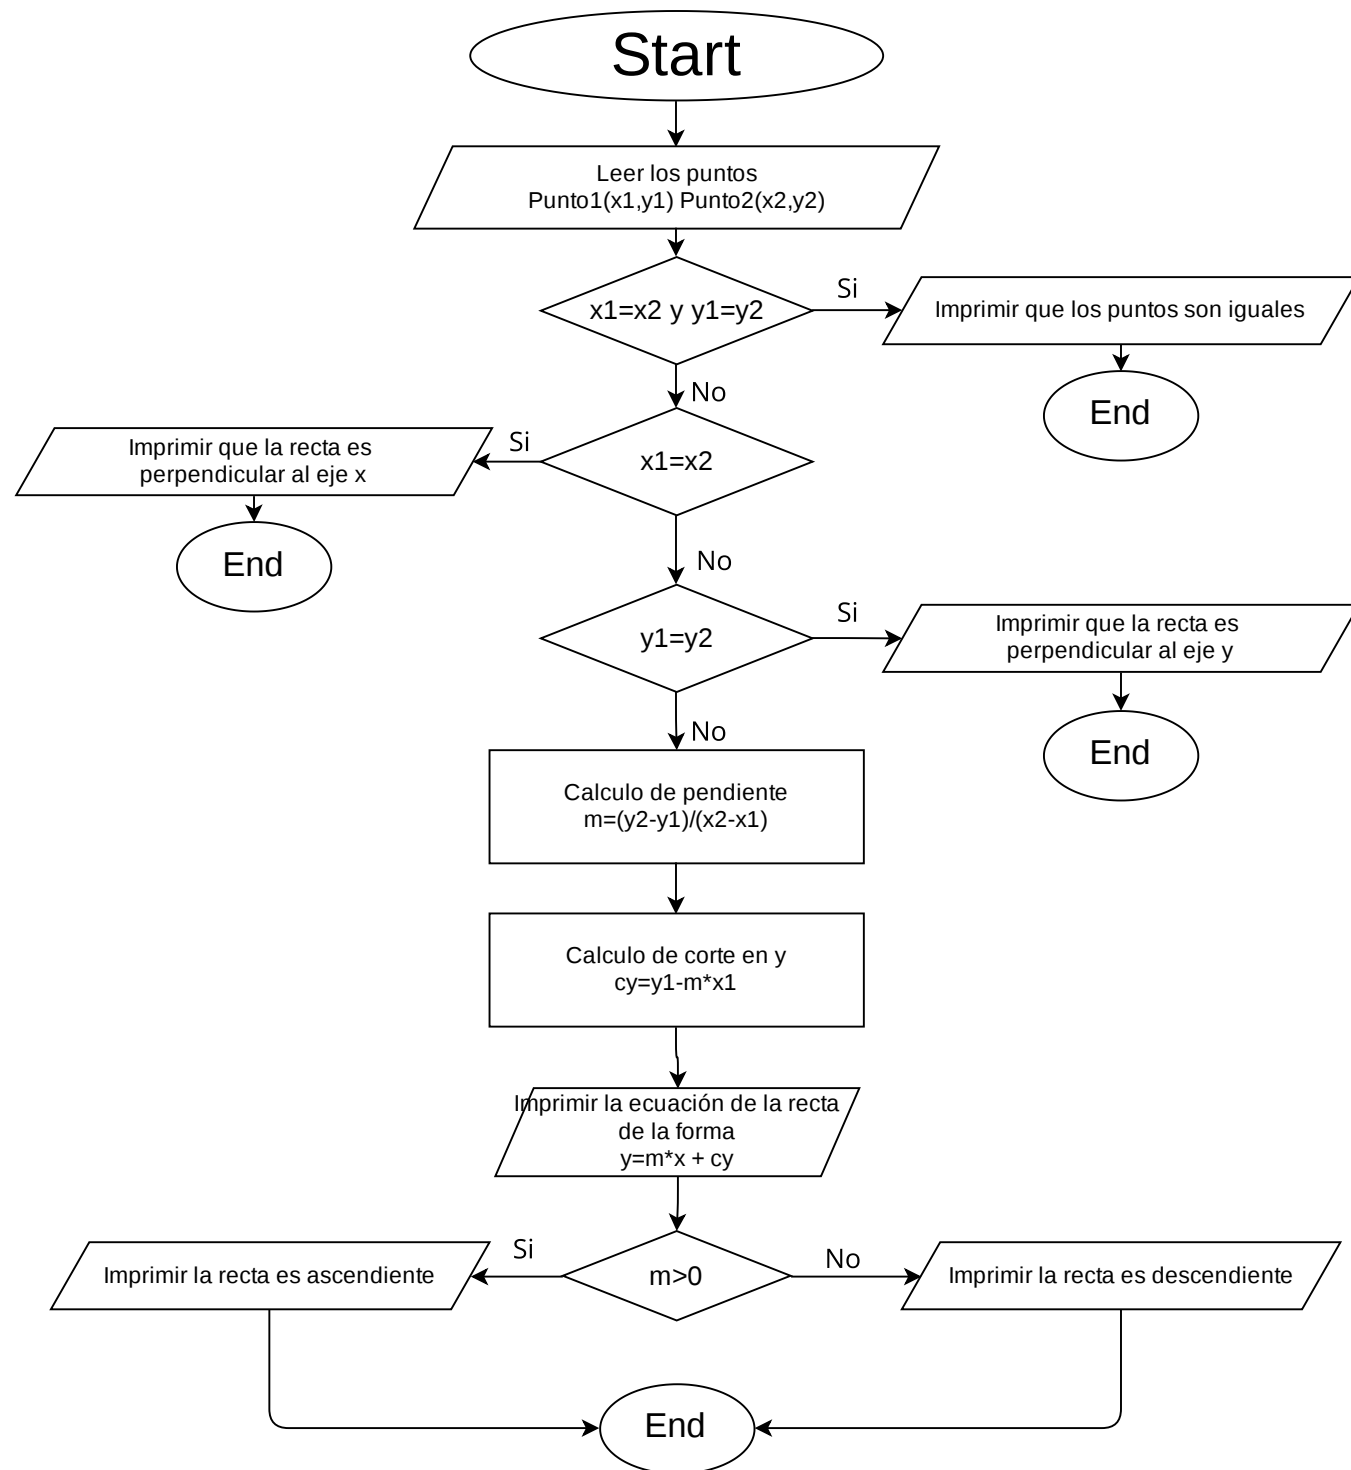 Start
Leer los puntos
Punto1(x1,y1) Punto2(x2,y2)
x1=x2 y y1=y2
Si
Imprimir que los puntos son iguales
End
No
x1=x2
Si
Imprimir que la recta es
perpendicular al eje x
End
No
y1=y2
Si
Imprimir que la recta es
perpendicular al eje y
End
No
Calculo de pendiente
m=(y2-y1)/(x2-x1)
Calculo de corte en y
cy=y1-m*x1
Imprimir la ecuación de la recta
de la forma
y=m*x + cy
m>0
Si
Imprimir la recta es ascendiente
No
Imprimir la recta es descendiente
End